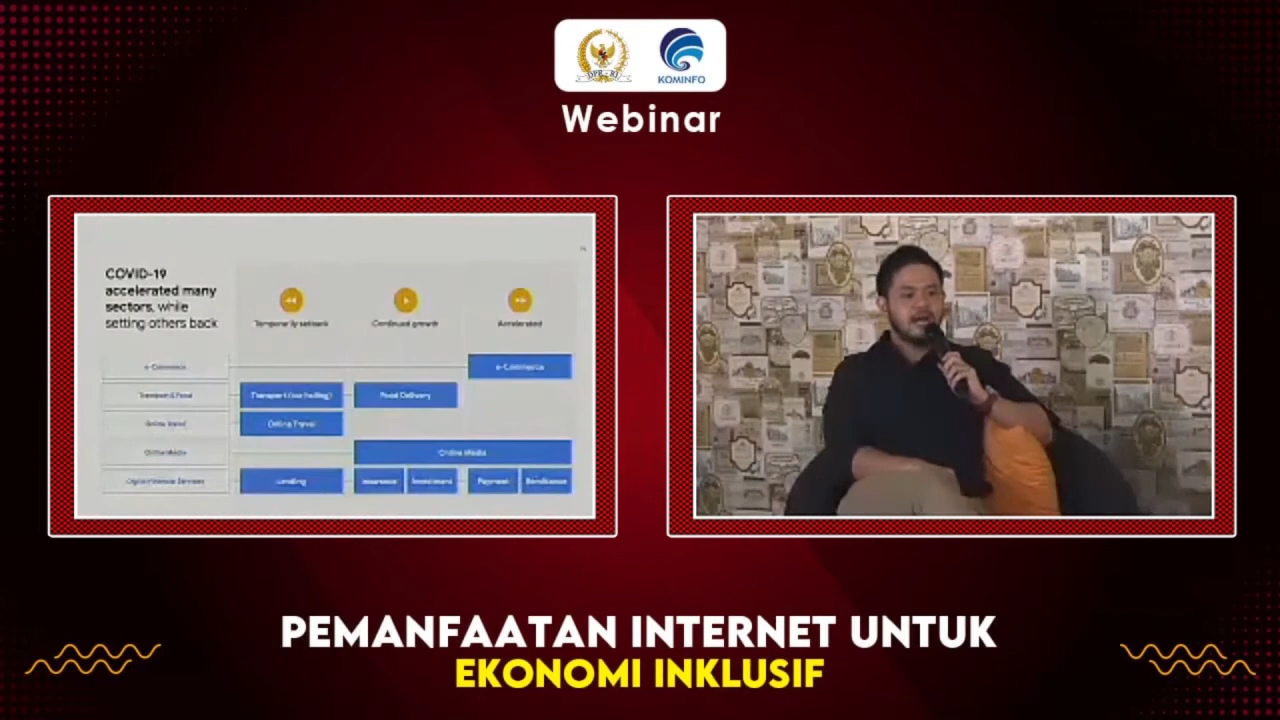 DPR - RI
KOMINFO
Webinar
COVID-19
accelerated many
sectors, while
setting others back
Temporarily setback
Continued growth
Accelerated
e-Commerce
e-Commerce
Transport & Food
Transport (ride hailing)
Food Delivery
Online Travel
Online Travel
Online Media
Online Media
Digital Financial Services
Lending
Insurance
Investment
Payment
Remittance
PEMANFAATAN INTERNET UNTUK
EKONOMI INKLUSIF